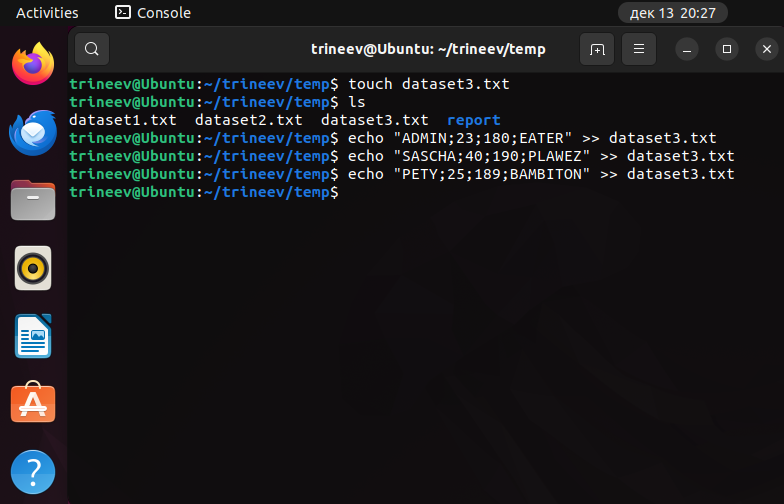 Activities Console дек 13 20:27
trineev@Ubuntu: ~/trineev/temp
trineev@Ubuntu:~/trineev/temp$ touch dataset3.txt
trineev@Ubuntu:~/trineev/temp$ ls
dataset1.txt dataset2.txt dataset3.txt report
trineev@Ubuntu:~/trineev/temp$ echo "ADMIN;23;180;EATER" >> dataset3.txt
trineev@Ubuntu:~/trineev/temp$ echo "SASCHA;40;190;PLAWEZ" >> dataset3.txt
trineev@Ubuntu:~/trineev/temp$ echo "PETY;25;189;BAMBITON" >> dataset3.txt
trineev@Ubuntu:~/trineev/temp$